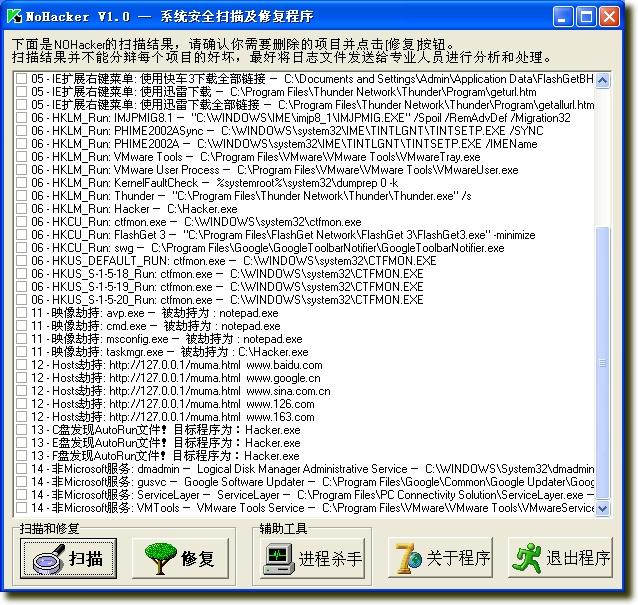 NoHacker V1.0 — 系统安全扫描及修复程序
下面是NOHacker的扫描结果，请确认你需要删除的项目并点击[修复]按钮。
扫描结果并不能分辩每个项目的好坏，最好将日志文件发送给专业人员进行分析和处理。
05 - IE扩展右键菜单: 使用快车3下载全部链接 — C:\Documents and Settings\Admin\Application Data\FlashGetBH
05 - IE扩展右键菜单: 使用迅雷下载 — C:\Program Files\Thunder Network\Thunder\Program\geturl.htm
05 - IE扩展右键菜单: 使用迅雷下载全部链接 — C:\Program Files\Thunder Network\Thunder\Program\getallurl.htm
06 - HKLM_Run: IMJPMIG8.1 — "C:\WINDOWS\IME\imjp8_1\IMJPMIG.EXE" /Spoil /RemAdvDef /Migration32
06 - HKLM_Run: PHIME2002ASync — C:\WINDOWS\system32\IME\TINTLGNT\TINTSETP.EXE /SYNC
06 - HKLM_Run: PHIME2002A — C:\WINDOWS\system32\IME\TINTLGNT\TINTSETP.EXE /IMEName
06 - HKLM_Run: VMware Tools — C:\Program Files\VMware\VMware Tools\VMwareTray.exe
06 - HKLM_Run: VMware User Process — C:\Program Files\VMware\VMware Tools\VMwareUser.exe
06 - HKLM_Run: KernelFaultCheck — %systemroot%\system32\dumprep 0 -k
06 - HKLM_Run: Thunder — "C:\Program Files\Thunder Network\Thunder\Thunder.exe" /s
06 - HKLM_Run: Hacker — C:\Hacker.exe
06 - HKCU_Run: ctfmon.exe — C:\WINDOWS\system32\ctfmon.exe
06 - HKCU_Run: FlashGet 3 — "C:\Program Files\FlashGet Network\FlashGet 3\FlashGet3.exe" -minimize
06 - HKCU_Run: swg — C:\Program Files\Google\GoogleToolbarNotifier\GoogleToolbarNotifier.exe
06 - HKUS_DEFAULT_RUN: ctfmon.exe — C:\WINDOWS\system32\CTFMON.EXE
06 - HKUS_S-1-5-18_Run: ctfmon.exe — C:\WINDOWS\system32\CTFMON.EXE
06 - HKUS_S-1-5-19_Run: ctfmon.exe — C:\WINDOWS\system32\CTFMON.EXE
06 - HKUS_S-1-5-20_Run: ctfmon.exe — C:\WINDOWS\system32\CTFMON.EXE
11 - 映像劫持: avp.exe — 被劫持为 : notepad.exe
11 - 映像劫持: cmd.exe — 被劫持为 : notepad.exe
11 - 映像劫持: msconfig.exe — 被劫持为 : notepad.exe
11 - 映像劫持: taskmgr.exe — 被劫持为 : C:\Hacker.exe
12 - Hosts劫持: http://127.0.0.1/muma.html www.baidu.com
12 - Hosts劫持: http://127.0.0.1/muma.html www.google.cn
12 - Hosts劫持: http://127.0.0.1/muma.html www.sina.com.cn
12 - Hosts劫持: http://127.0.0.1/muma.html www.126.com
12 - Hosts劫持: http://127.0.0.1/muma.html www.163.com
13 - C盘发现AutoRun文件！目标程序为：Hacker.exe
13 - E盘发现AutoRun文件！目标程序为：Hacker.exe
13 - F盘发现AutoRun文件！目标程序为：Hacker.exe
14 - 非Microsoft服务: dmadmin — Logical Disk Manager Administrative Service — C:\WINDOWS\System32\dmadmin
14 - 非Microsoft服务: gusvc — Google Software Updater — C:\Program Files\Google\Common\Google Updater\Goog
14 - 非Microsoft服务: ServiceLayer — ServiceLayer — C:\Program Files\PC Connectivity Solution\ServiceLayer.exe —
14 - 非Microsoft服务: VMTools — VMware Tools Service — C:\Program Files\VMware\VMware Tools\VMwareService
扫描和修复 辅助工具
扫描 修复 进程杀手 关于程序 退出程序